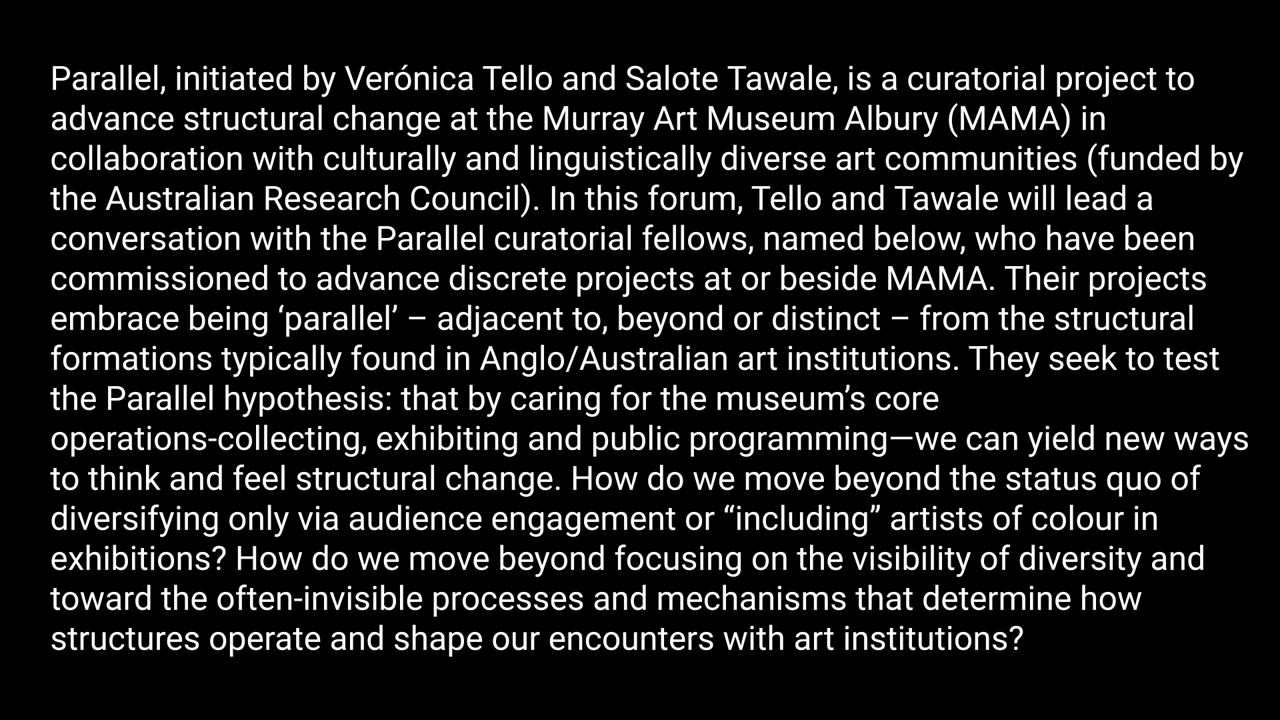 Parallel, initiated by Verónica Tello and Salote Tawale, is a curatorial project to
advance structural change at the Murray Art Museum Albury (MAMA) in
collaboration with culturally and linguistically diverse art communities (funded by
the Australian Research Council). In this forum, Tello and Tawale will lead a
conversation with the Parallel curatorial fellows, named below, who have been
commissioned to advance discrete projects at or beside MAMA. Their projects
embrace being ‘parallel’ – adjacent to, beyond or distinct – from the structural
formations typically found in Anglo/Australian art institutions. They seek to test
the Parallel hypothesis: that by caring for the museum’s core
operations-collecting, exhibiting and public programming—we can yield new ways
to think and feel structural change. How do we move beyond the status quo of
diversifying only via audience engagement or “including” artists of colour in
exhibitions? How do we move beyond focusing on the visibility of diversity and
toward the often-invisible processes and mechanisms that determine how
structures operate and shape our encounters with art institutions?